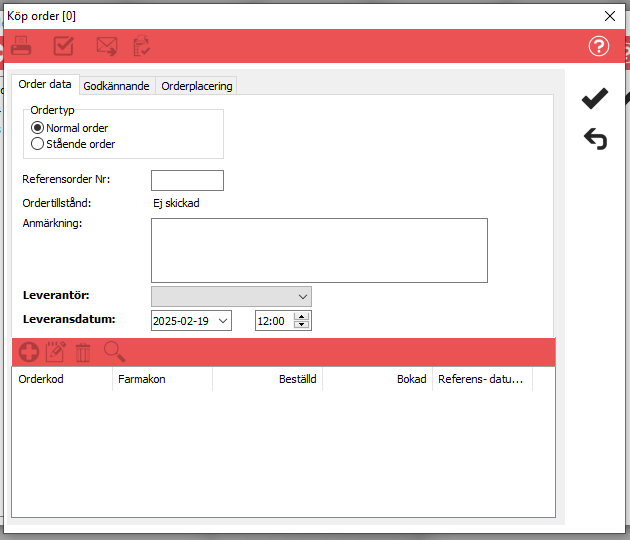 Köp order [0]
Order data Godkännande Orderplacering
Ordertyp
Normal order
Stående order
Referensorder Nr:
Ordertillstånd: Ej skickad
Anmärkning:
Leverantör:
Leveransdatum: 2025-02-19 12:00
Orderkod Farmakon Beställd Bokad Referens- datu...